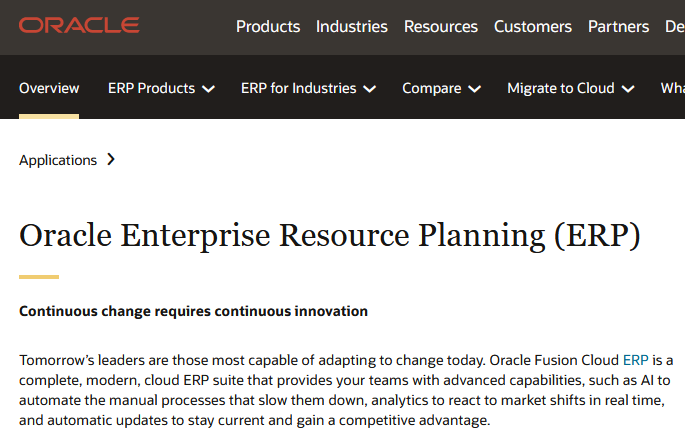 ORACLE
Products Industries Resources Customers Partners De
Overview ERP Products ERP for Industries Compare Migrate to Cloud Wha
Applications
Oracle Enterprise Resource Planning (ERP)
Continuous change requires continuous innovation
Tomorrow's leaders are those most capable of adapting to change today. Oracle Fusion Cloud ERP is a
complete, modern, cloud ERP suite that provides your teams with advanced capabilities, such as AI to
automate the manual processes that slow them down, analytics to react to market shifts in real time,
and automatic updates to stay current and gain a competitive advantage.